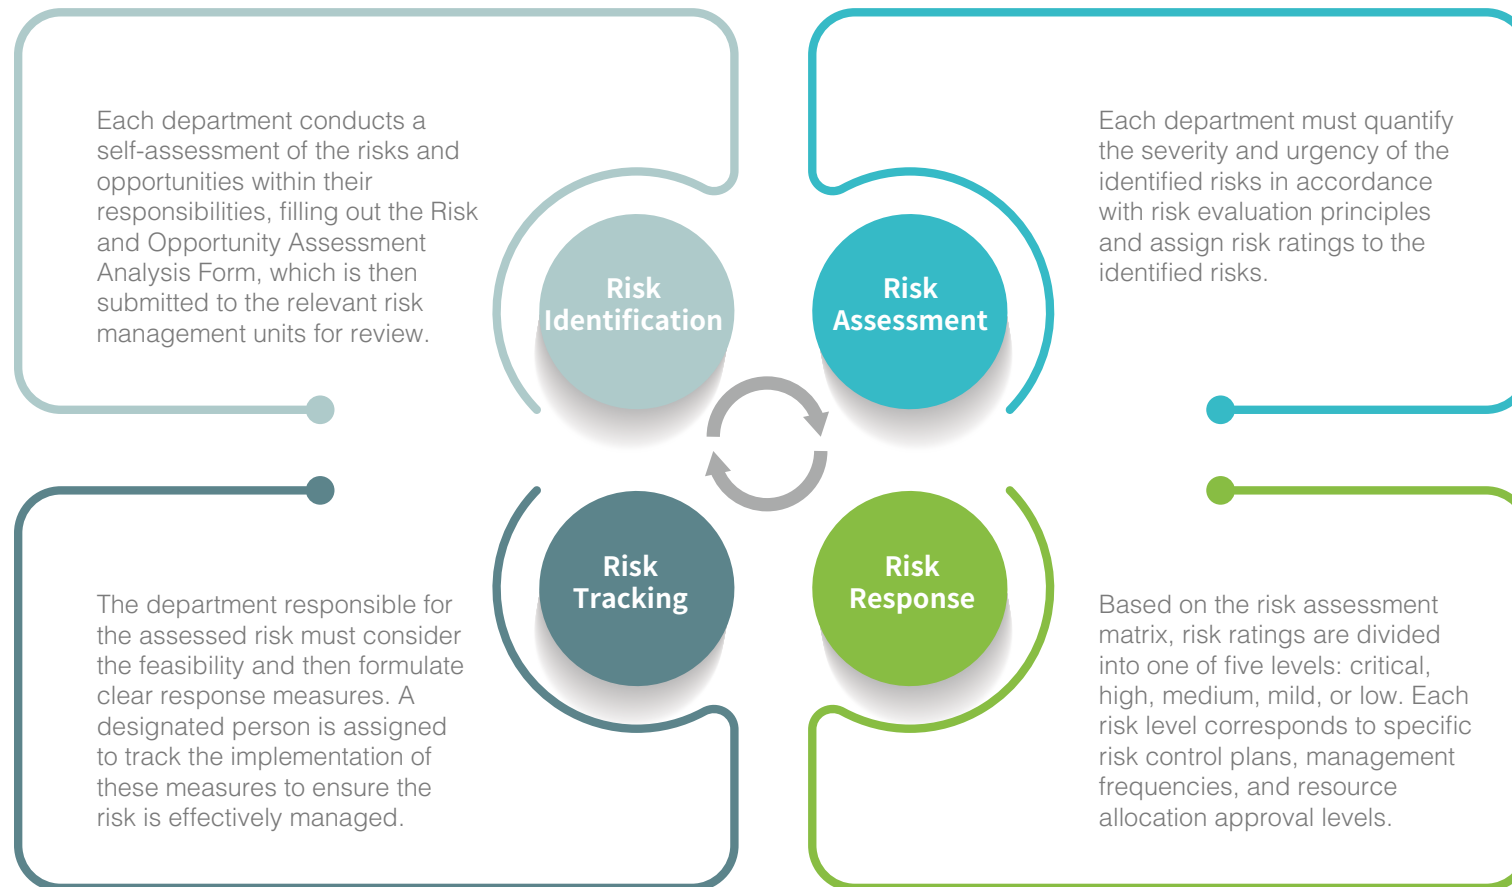 Each department conducts a
self-assessment of the risks and
opportunities within their
responsibilities, filling out the Risk
and Opportunity Assessment
Analysis Form, which is then
submitted to the relevant risk
management units for review.
Risk
Identification
Risk
Assessment
Each department must quantify
the severity and urgency of the
identified risks in accordance
with risk evaluation principles
and assign risk ratings to the
identified risks.
The department responsible for
the assessed risk must consider
the feasibility and then formulate
clear response measures. A
designated person is assigned
to track the implementation of
these measures to ensure the
risk is effectively managed.
Risk
Tracking
Risk
Response
Based on the risk assessment
matrix, risk ratings are divided
into one of five levels: critical,
high, medium, mild, or low. Each
risk level corresponds to specific
risk control plans, management
frequencies, and resource
allocation approval levels.